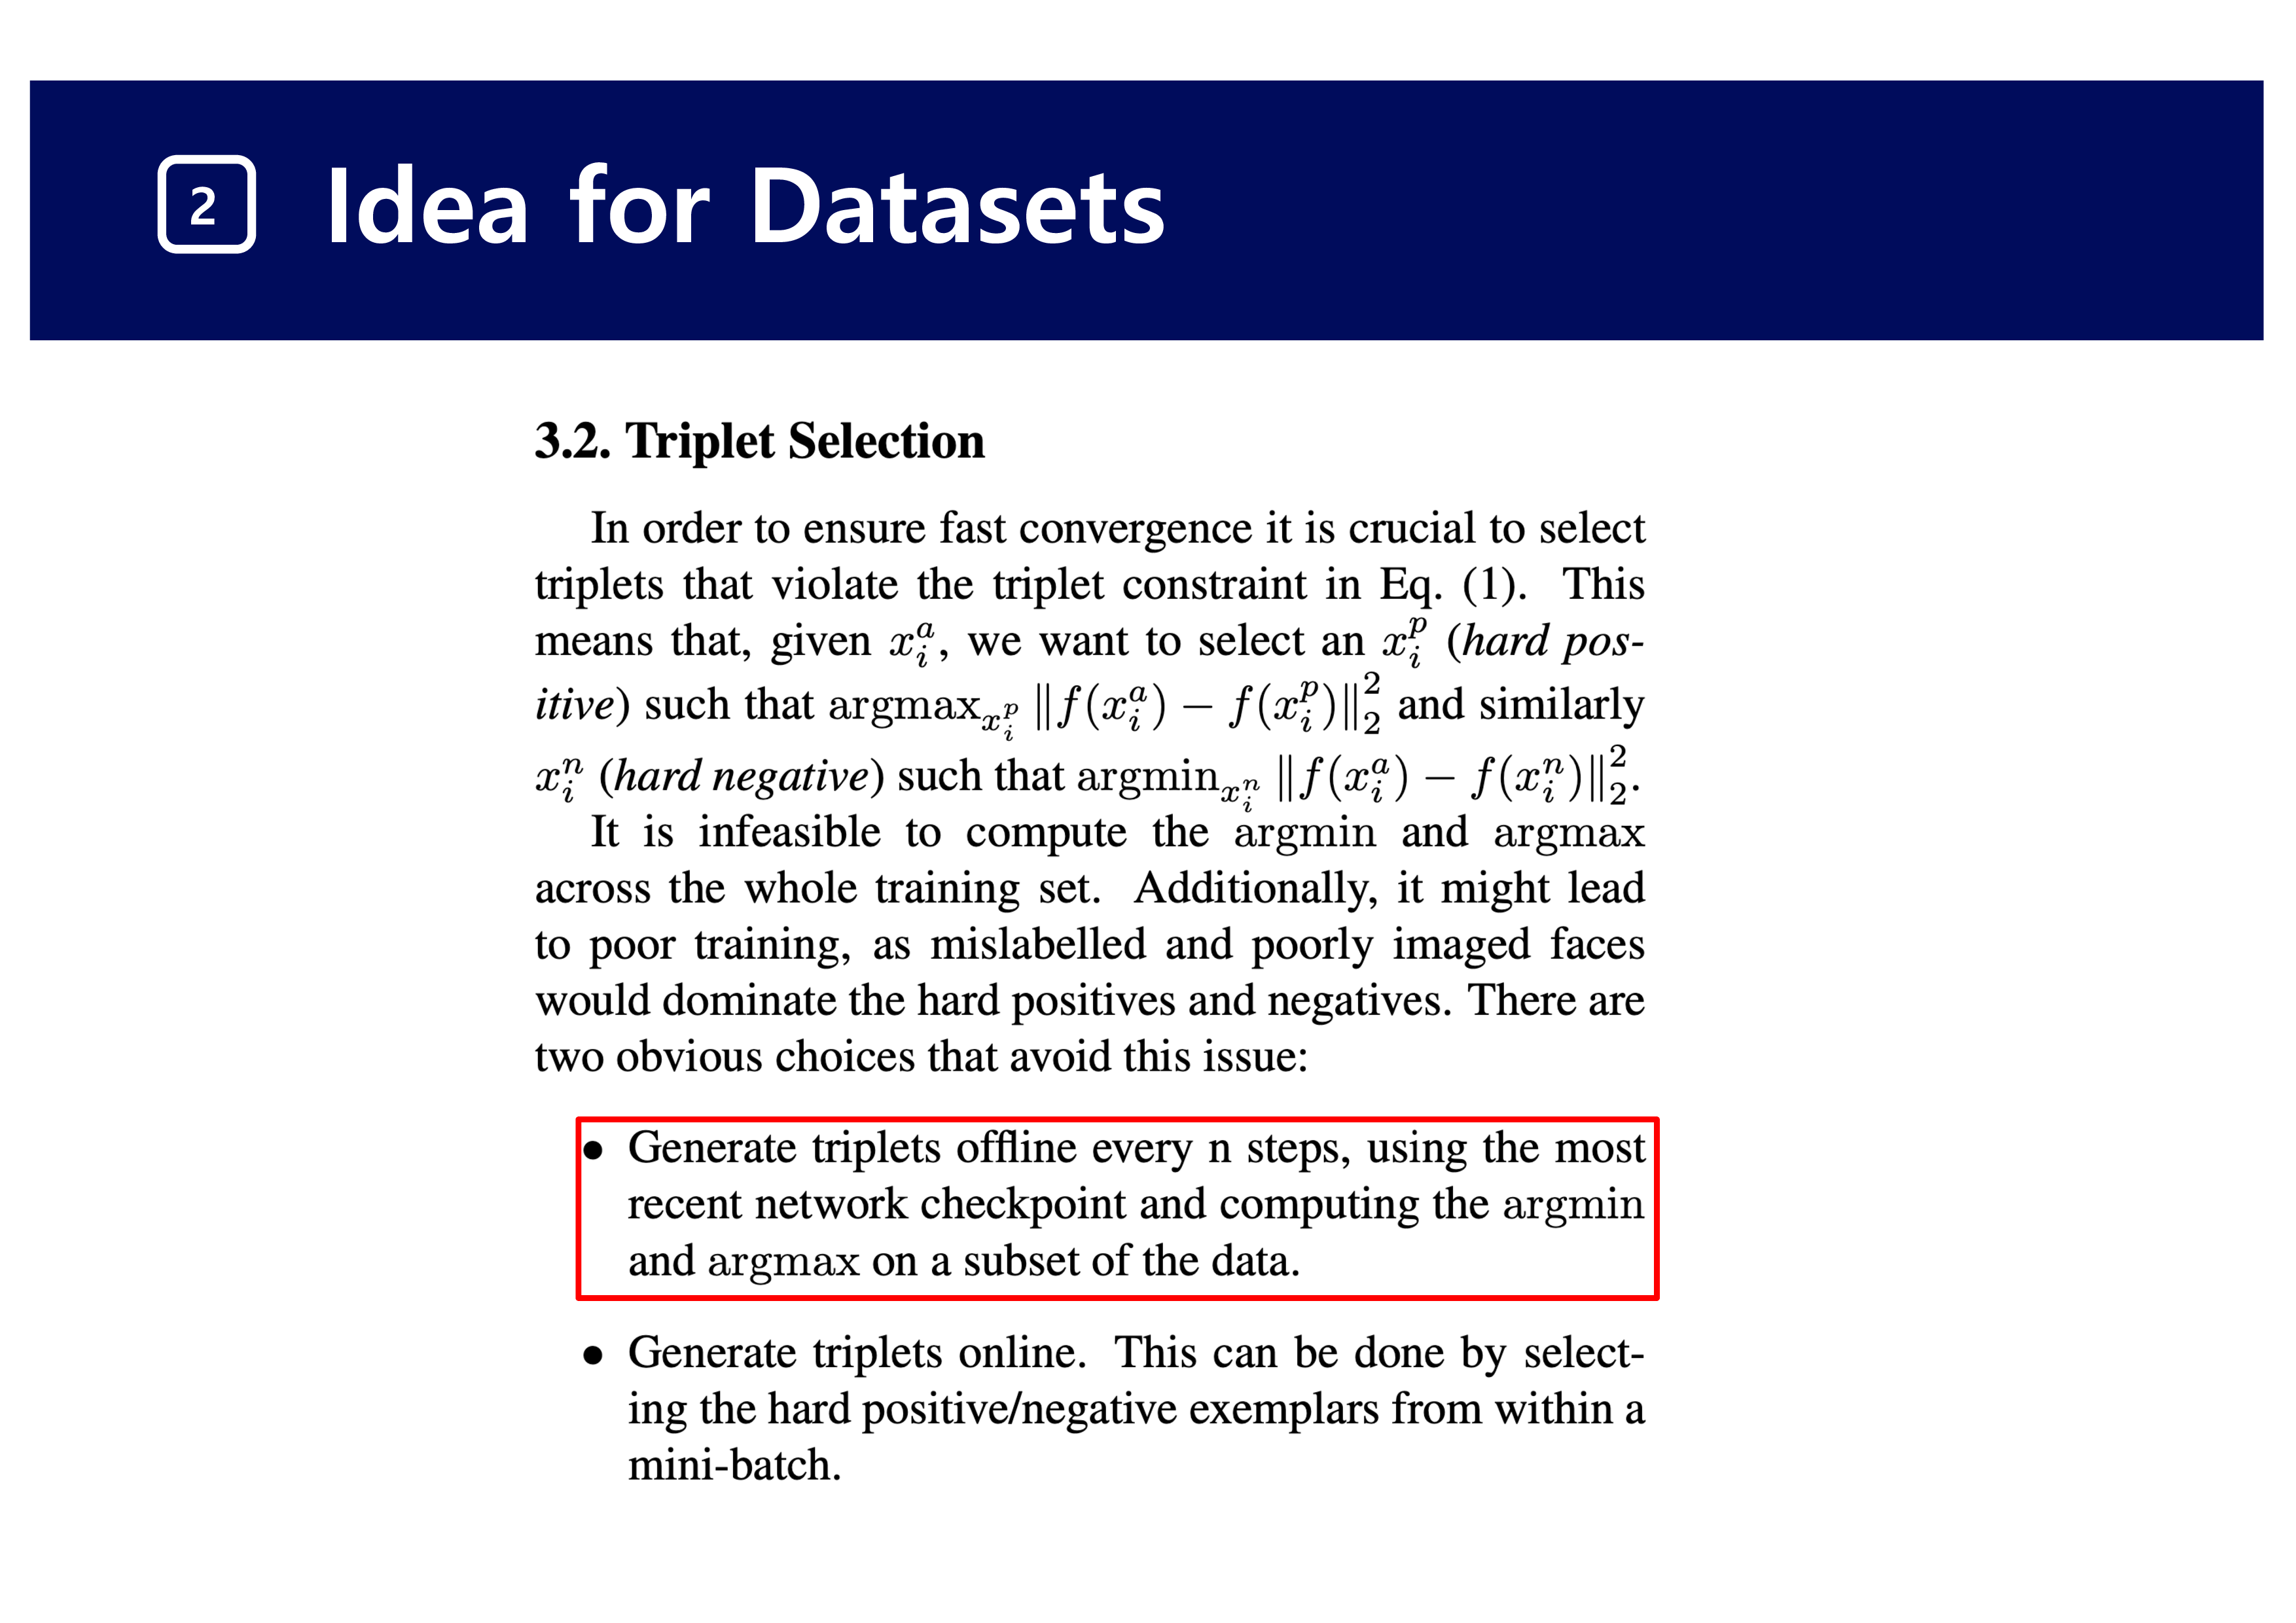 2 Idea for Datasets
3.2. Triplet Selection
In order to ensure fast convergence it is crucial to select
triplets that violate the triplet constraint in Eq. (1). This
means that, given $x_i^a$, we want to select an $x_i^p$ (hard pos-
itive) such that $\operatorname{argmax}_{x_i^p} \|f(x_i^a) - f(x_i^p)\|_2^2$ and similarly
$x_i^n$ (hard negative) such that $\operatorname{argmin}_{x_i^n} \|f(x_i^a) - f(x_i^n)\|_2^2$.
It is infeasible to compute the argmin and argmax
across the whole training set. Additionally, it might lead
to poor training, as mislabelled and poorly imaged faces
would dominate the hard positives and negatives. There are
two obvious choices that avoid this issue:
• Generate triplets offline every n steps, using the most
recent network checkpoint and computing the argmin
and argmax on a subset of the data.
• Generate triplets online. This can be done by select-
ing the hard positive/negative exemplars from within a
mini-batch.